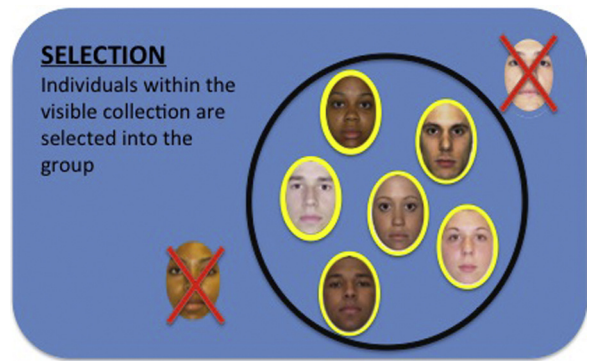 SELECTION
Individuals within the
visible collection are
selected into the
group